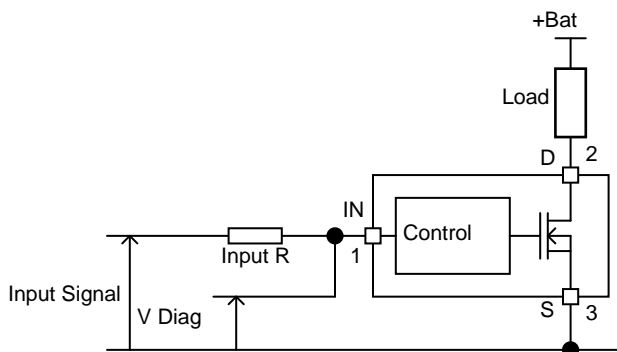 +Bat
Load
D 2
IN
Control
1
Input R
Input Signal
V Diag
S 3